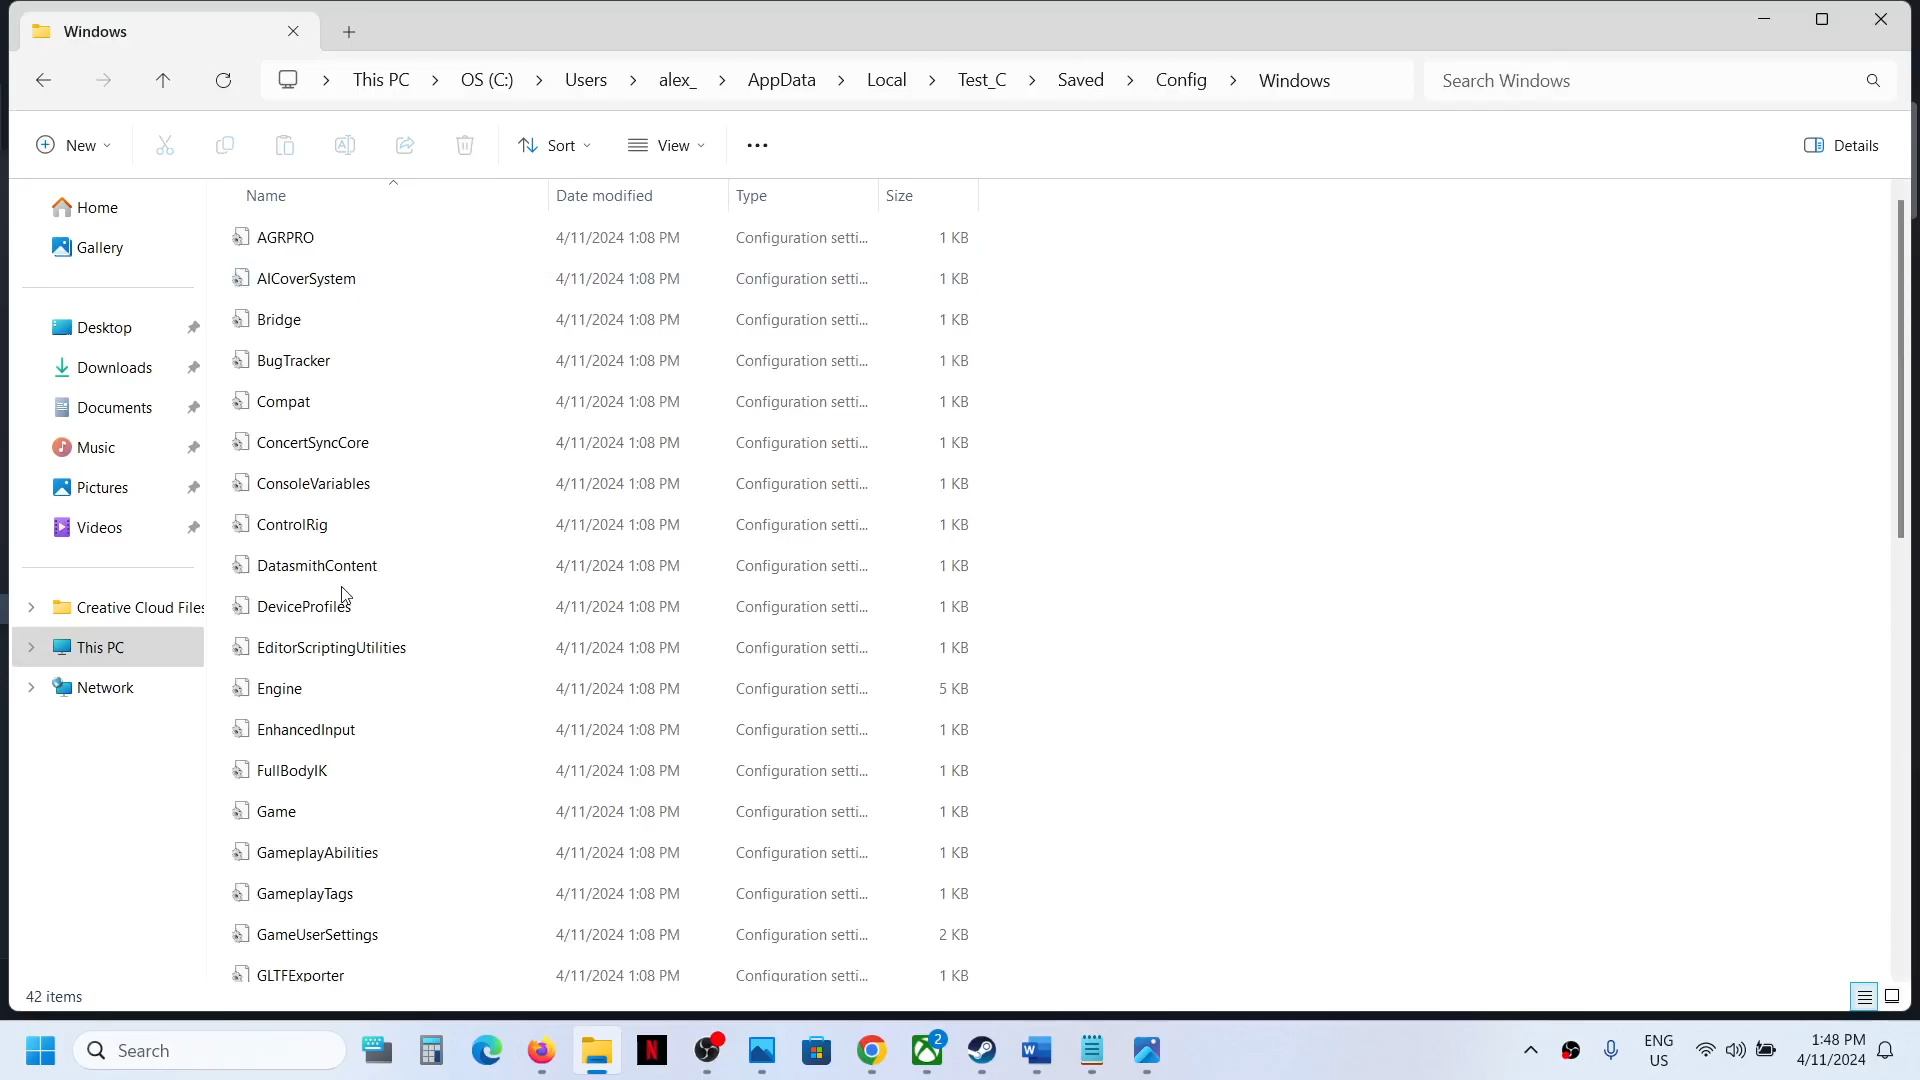 Windows
This PC
OS (C:)
Users
alex_
AppData
Local
Test_C
Saved
Config
Windows
Search Windows
New
Sort
View
Details
Name
Date modified
Type
Size
Home
Gallery
Desktop
Downloads
Documents
Music
Pictures
Videos
Creative Cloud Files
This PC
Network
AGRPRO 4/11/2024 1:08 PM Configuration setti... 1 KB
AICoverSystem 4/11/2024 1:08 PM Configuration setti... 1 KB
Bridge 4/11/2024 1:08 PM Configuration setti... 1 KB
BugTracker 4/11/2024 1:08 PM Configuration setti... 1 KB
Compat 4/11/2024 1:08 PM Configuration setti... 1 KB
ConcertSyncCore 4/11/2024 1:08 PM Configuration setti... 1 KB
ConsoleVariables 4/11/2024 1:08 PM Configuration setti... 1 KB
ControlRig 4/11/2024 1:08 PM Configuration setti... 1 KB
DatasmithContent 4/11/2024 1:08 PM Configuration setti... 1 KB
DeviceProfiles 4/11/2024 1:08 PM Configuration setti... 1 KB
EditorScriptingUtilities 4/11/2024 1:08 PM Configuration setti... 1 KB
Engine 4/11/2024 1:08 PM Configuration setti... 5 KB
EnhancedInput 4/11/2024 1:08 PM Configuration setti... 1 KB
FullBodyIK 4/11/2024 1:08 PM Configuration setti... 1 KB
Game 4/11/2024 1:08 PM Configuration setti... 1 KB
GameplayAbilities 4/11/2024 1:08 PM Configuration setti... 1 KB
GameplayTags 4/11/2024 1:08 PM Configuration setti... 1 KB
GameUserSettings 4/11/2024 1:08 PM Configuration setti... 2 KB
GLTFExporter 4/11/2024 1:08 PM Configuration setti... 1 KB
42 items
Search
N
2
W
ENG
US
1:48 PM
4/11/2024